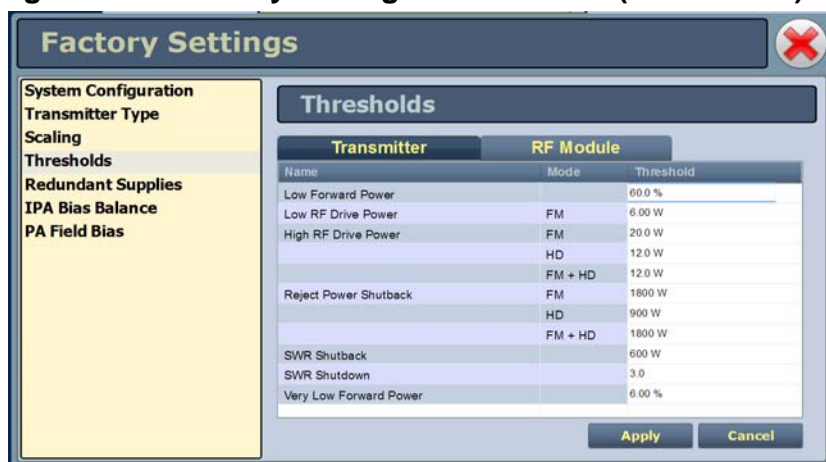 Factory Settings
System Configuration
Transmitter Type
Scaling
Thresholds
Redundant Supplies
IPA Bias Balance
PA Field Bias
Thresholds
Transmitter RF Module
Name Mode Threshold
Low Forward Power 60.0 %
Low RF Drive Power FM 6.00 W
High RF Drive Power FM 20.0 W
HD 12.0 W
FM + HD 12.0 W
Reject Power Shutback FM 1800 W
HD 900 W
FM + HD 1800 W
SWR Shutback 600 W
SWR Shutdown 3.0
Very Low Forward Power 6.00 %
Apply Cancel